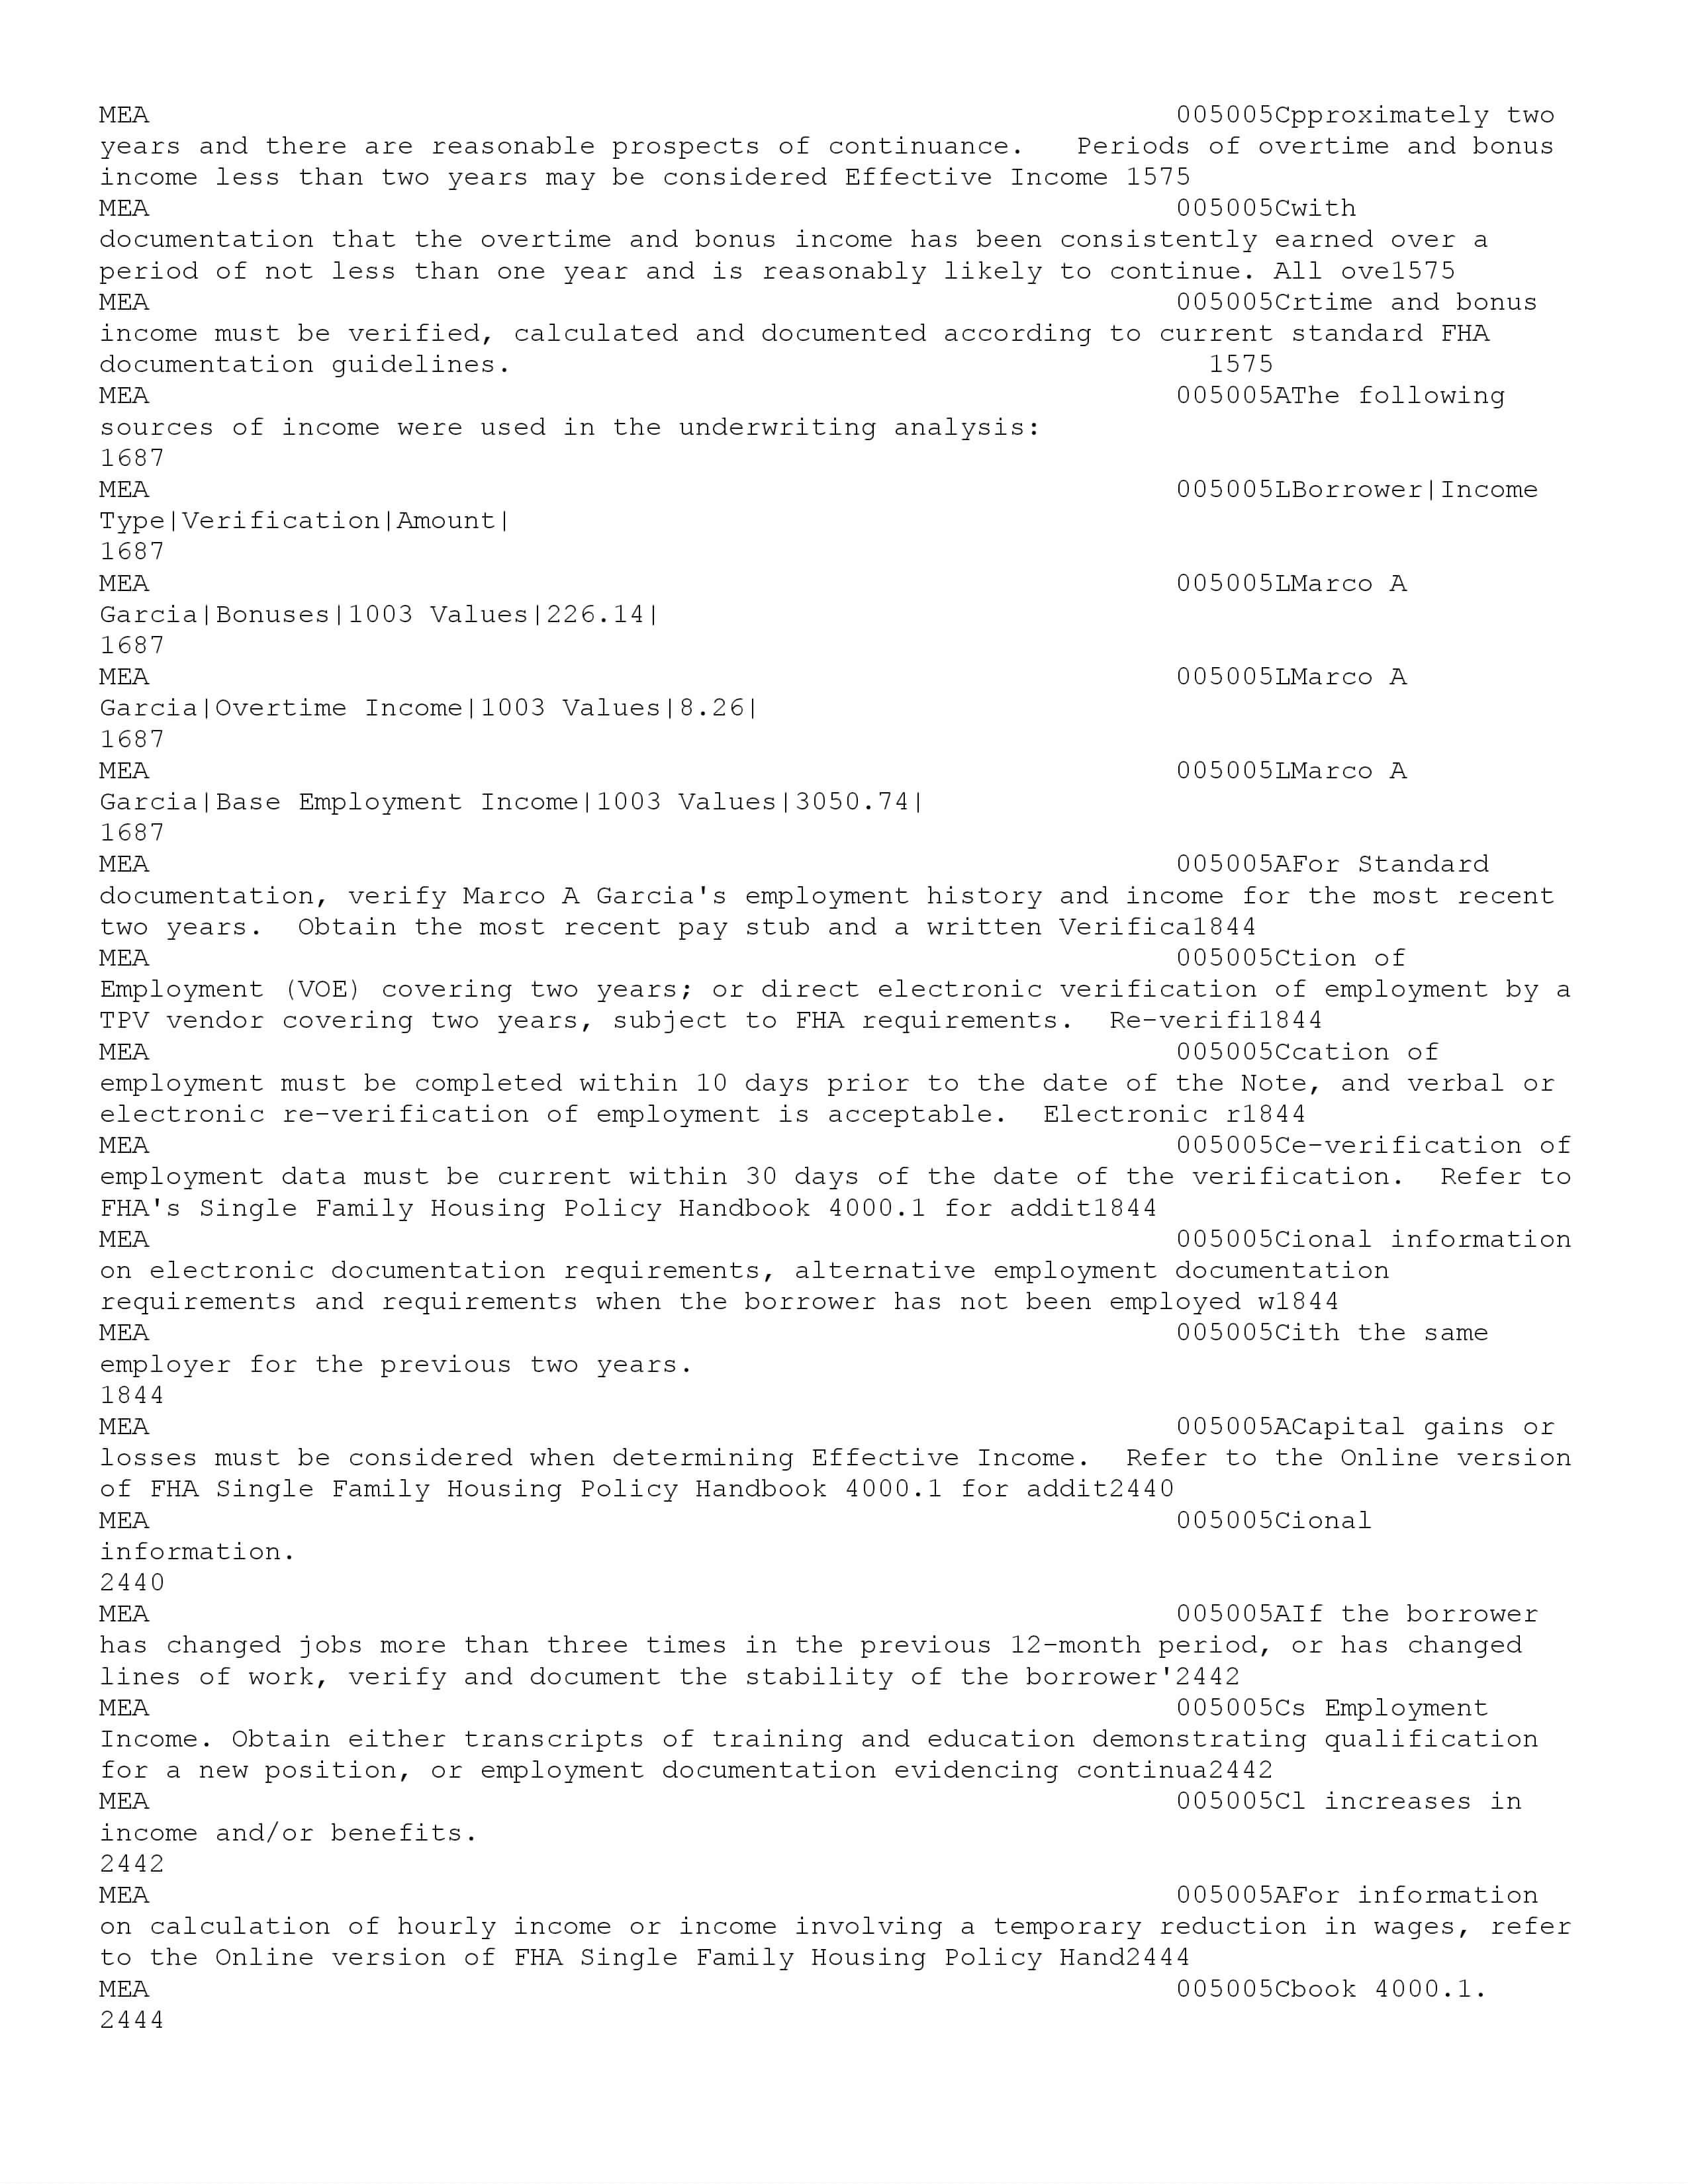 MEA 005005Cpproximately two
years and there are reasonable prospects of continuance.   Periods of overtime and bonus
income less than two years may be considered Effective Income 1575
MEA 005005Cwith
documentation that the overtime and bonus income has been consistently earned over a
period of not less than one year and is reasonably likely to continue. All ove1575
MEA 005005Crtime and bonus
income must be verified, calculated and documented according to current standard FHA
documentation guidelines. 1575
MEA 005005AThe following
sources of income were used in the underwriting analysis:
1687
MEA 005005LBorrower|Income
Type|Verification|Amount|
1687
MEA 005005LMarco A
Garcia|Bonuses|1003 Values|226.14|
1687
MEA 005005LMarco A
Garcia|Overtime Income|1003 Values|8.26|
1687
MEA 005005LMarco A
Garcia|Base Employment Income|1003 Values|3050.74|
1687
MEA 005005AFor Standard
documentation, verify Marco A Garcia's employment history and income for the most recent
two years.  Obtain the most recent pay stub and a written Verifica1844
MEA 005005Ction of
Employment (VOE) covering two years; or direct electronic verification of employment by a
TPV vendor covering two years, subject to FHA requirements.  Re-verifi1844
MEA 005005Ccation of
employment must be completed within 10 days prior to the date of the Note, and verbal or
electronic re-verification of employment is acceptable.  Electronic r1844
MEA 005005Ce-verification of
employment data must be current within 30 days of the date of the verification.  Refer to
FHA's Single Family Housing Policy Handbook 4000.1 for addit1844
MEA 005005Cional information
on electronic documentation requirements, alternative employment documentation
requirements and requirements when the borrower has not been employed w1844
MEA 005005Cith the same
employer for the previous two years.
1844
MEA 005005ACapital gains or
losses must be considered when determining Effective Income.  Refer to the Online version
of FHA Single Family Housing Policy Handbook 4000.1 for addit2440
MEA 005005Cional
information.
2440
MEA 005005AIf the borrower
has changed jobs more than three times in the previous 12-month period, or has changed
lines of work, verify and document the stability of the borrower'2442
MEA 005005Cs Employment
Income. Obtain either transcripts of training and education demonstrating qualification
for a new position, or employment documentation evidencing continua2442
MEA 005005Cl increases in
income and/or benefits.
2442
MEA 005005AFor information
on calculation of hourly income or income involving a temporary reduction in wages, refer
to the Online version of FHA Single Family Housing Policy Hand2444
MEA 005005Cbook 4000.1.
2444